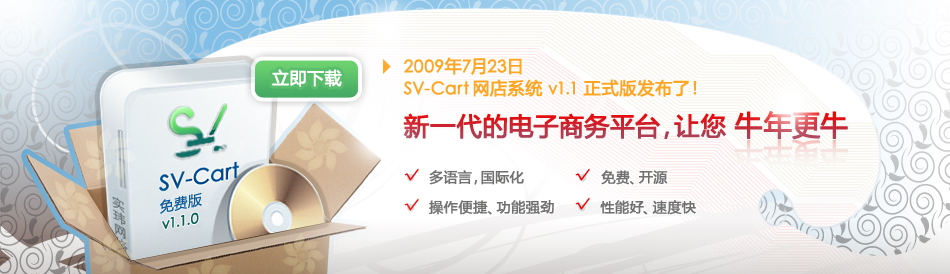 立即下载
2009年7月23日
SV-Cart 网店系统 v1.1 正式版发布了!
新一代的电子商务平台,让您 牛年更牛
多语言,国际化
免费、开源
操作便捷、功能强劲
性能好、速度快
SV-Cart
免费版
v1.1.0
实玮网络